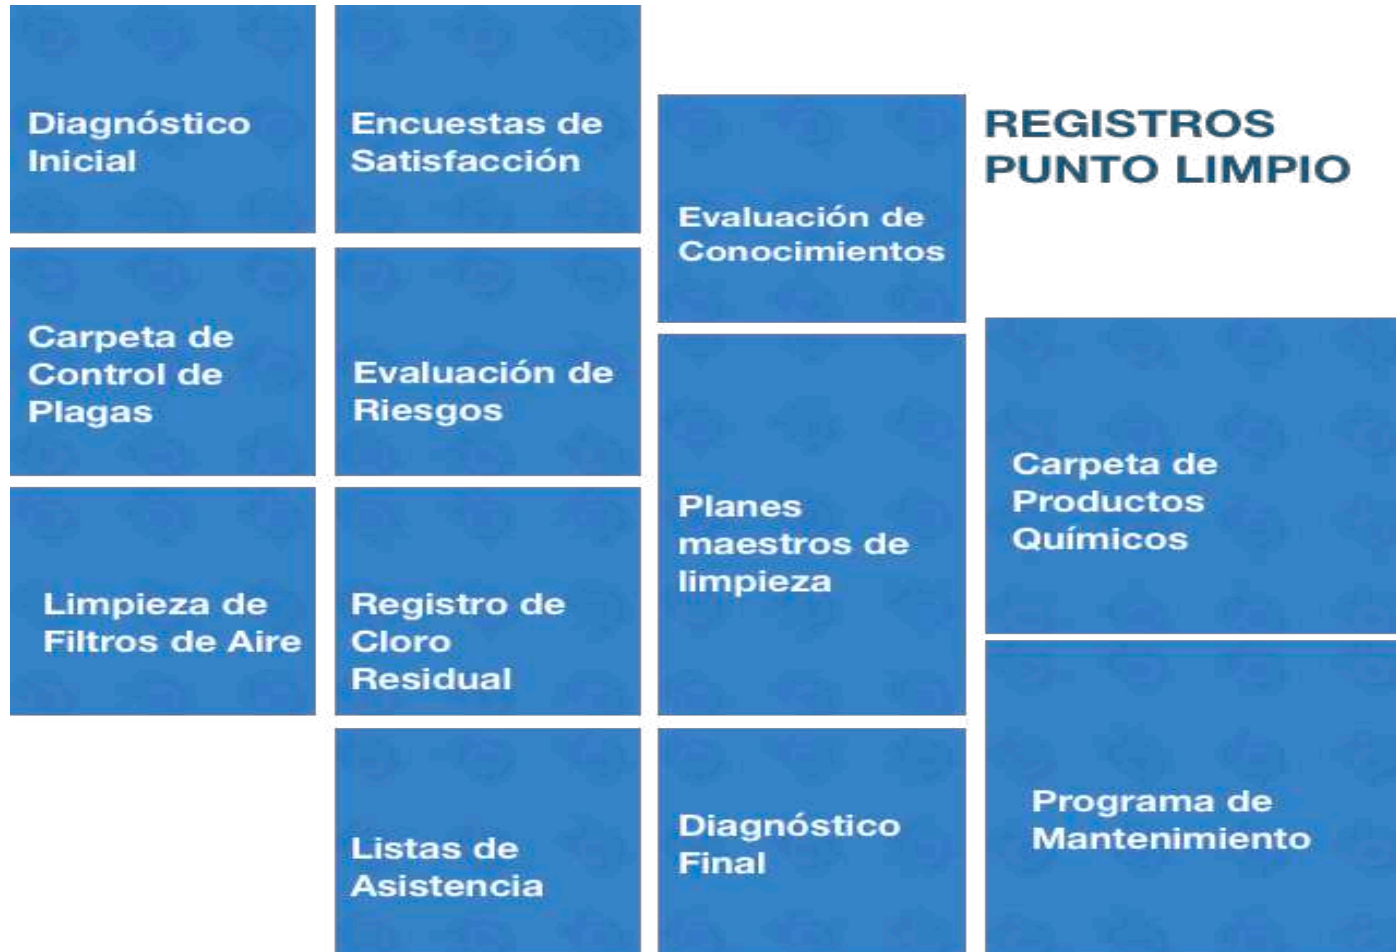 Diagnóstico
Inicial
Encuestas de
Satisfacción
Evaluación de
Conocimientos
REGISTROS
PUNTO LIMPIO
Carpeta de
Control de
Plagas
Evaluación de
Riesgos
Planes
maestros de
limpieza
Carpeta de
Productos
Químicos
Limpieza de
Filtros de Aire
Registro de
Cloro
Residual
Listas de
Asistencia
Diagnóstico
Final
Programa de
Mantenimiento